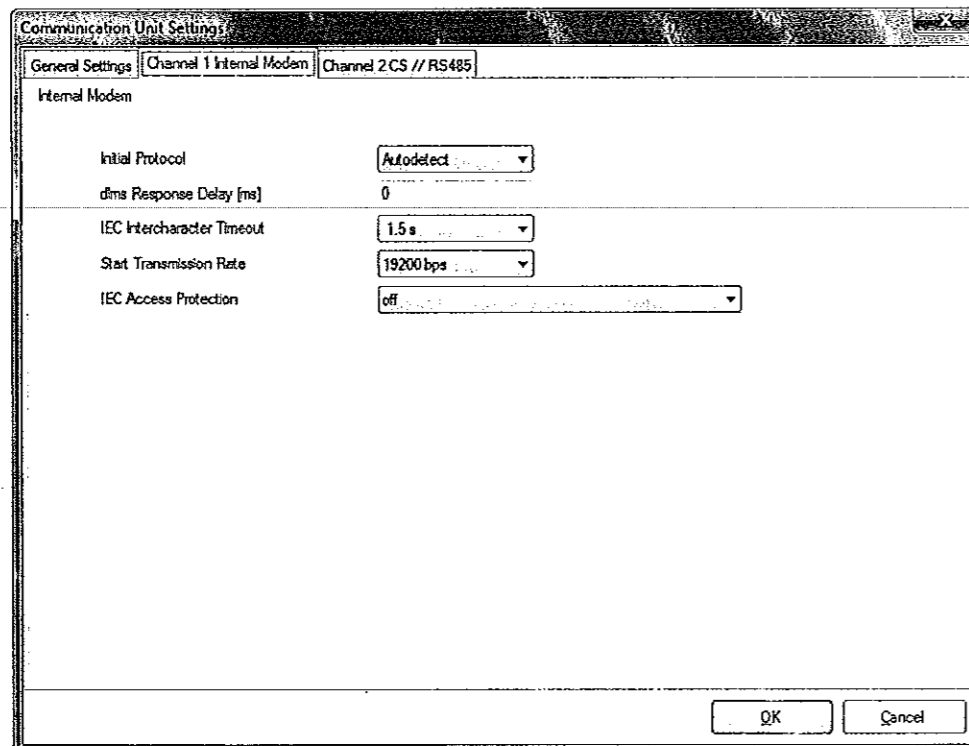 Communication Unit Settings
General Settings Channel 1 Internal Modem Channel 2 CS // RS485
Internal Modem
Initial Protocol Autodetect
dlms Response Delay [ms] 0
IEC Intercharacter Timeout 1.5 s
Start Transmission Rate 19200 bps
IEC Access Protection off
OK Cancel